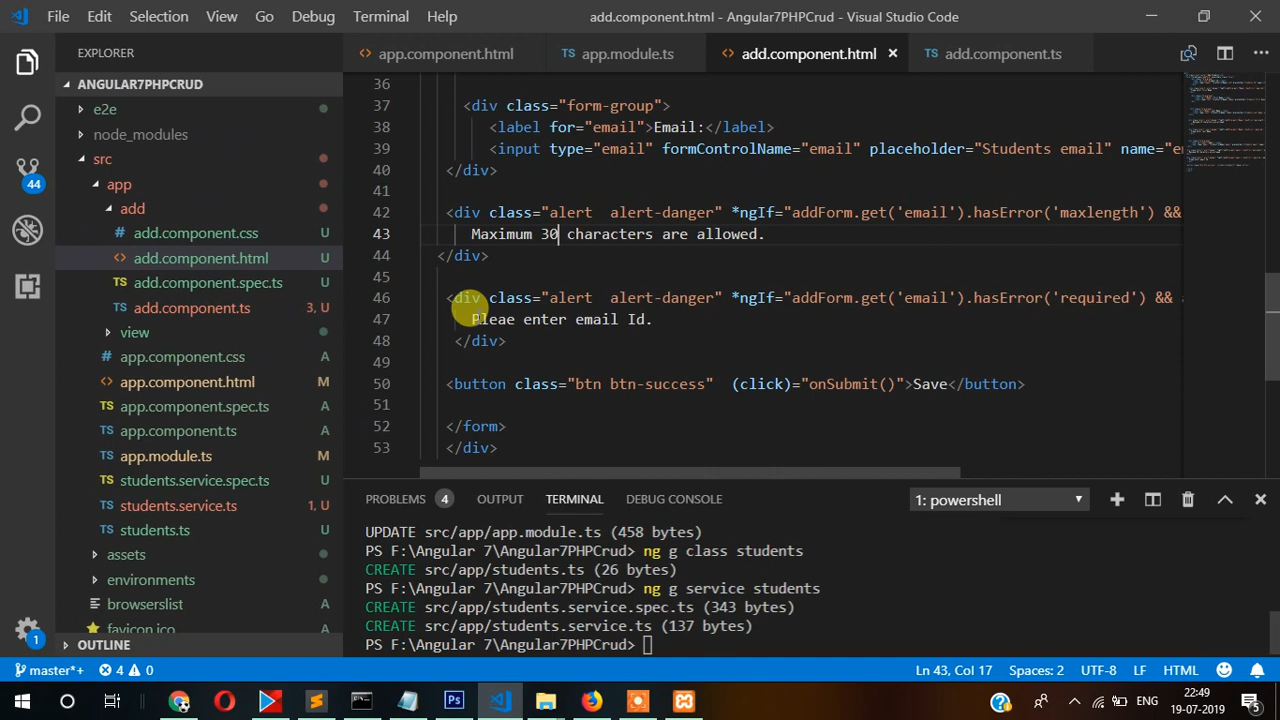 File Edit Selection View Go Debug Terminal Help add.component.html - Angular7PHPCrud - Visual Studio Code
EXPLORER
app.component.html
app.module.ts
add.component.html
add.component.ts
ANGULAR7PHPCRUD
e2e
node_modules
src
app
add
add.component.css U
add.component.html U
add.component.spec.ts U
add.component.ts 3, U
view
app.component.css A
app.component.html M
app.component.spec.ts A
app.component.ts A
app.module.ts M
students.service.spec.ts U
students.service.ts 1, U
students.ts U
assets
environments
browserslist A
favicon.ico A
OUTLINE
44
1
36
37 <div class="form-group">
38 <label for="email">Email:</label>
39 <input type="email" formControlName="email" placeholder="Students email" name="em
40 </div>
41
42 <div class="alert  alert-danger" *ngIf="addForm.get('email').hasError('maxlength') &&
43 Maximum 30 characters are allowed.
44 </div>
45
46 <div class="alert  alert-danger" *ngIf="addForm.get('email').hasError('required') &&
47 Pleae enter email Id.
48 </div>
49
50 <button class="btn btn-success"  (click)="onSubmit()">Save</button>
51
52 </form>
53 </div>
PROBLEMS 4 OUTPUT TERMINAL DEBUG CONSOLE 1: powershell
UPDATE src/app/app.module.ts (458 bytes)
PS F:\Angular 7\Angular7PHPCrud> ng g class students
CREATE src/app/students.ts (26 bytes)
PS F:\Angular 7\Angular7PHPCrud> ng g service students
CREATE src/app/students.service.spec.ts (343 bytes)
CREATE src/app/students.service.ts (137 bytes)
PS F:\Angular 7\Angular7PHPCrud>
master*+ 4 0 Ln 43, Col 17 Spaces: 2 UTF-8 LF HTML
ENG
22:49
19-07-2019
5